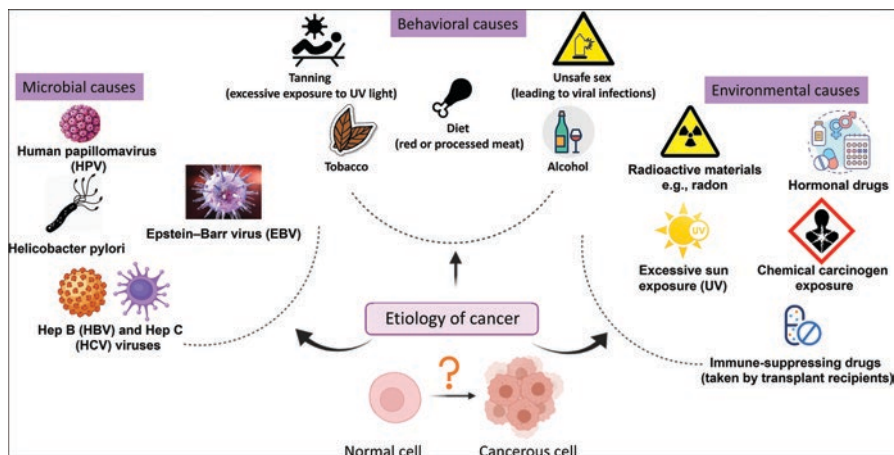 Behavioral causes
Tanning
(excessive exposure to UV light)
Unsafe sex
(leading to viral infections)
Diet
(red or processed meat)
Tobacco
Alcohol
Microbial causes
Human papillomavirus
(HPV)
Helicobacter pylori
Epstein–Barr virus (EBV)
Hep B (HBV) and Hep C
(HCV) viruses
Environmental causes
Radioactive materials
e.g., radon
Hormonal drugs
UV
Excessive sun
exposure (UV)
Chemical carcinogen
exposure
Immune-suppressing drugs
(taken by transplant recipients)
Etiology of cancer
?
Normal cell
Cancerous cell